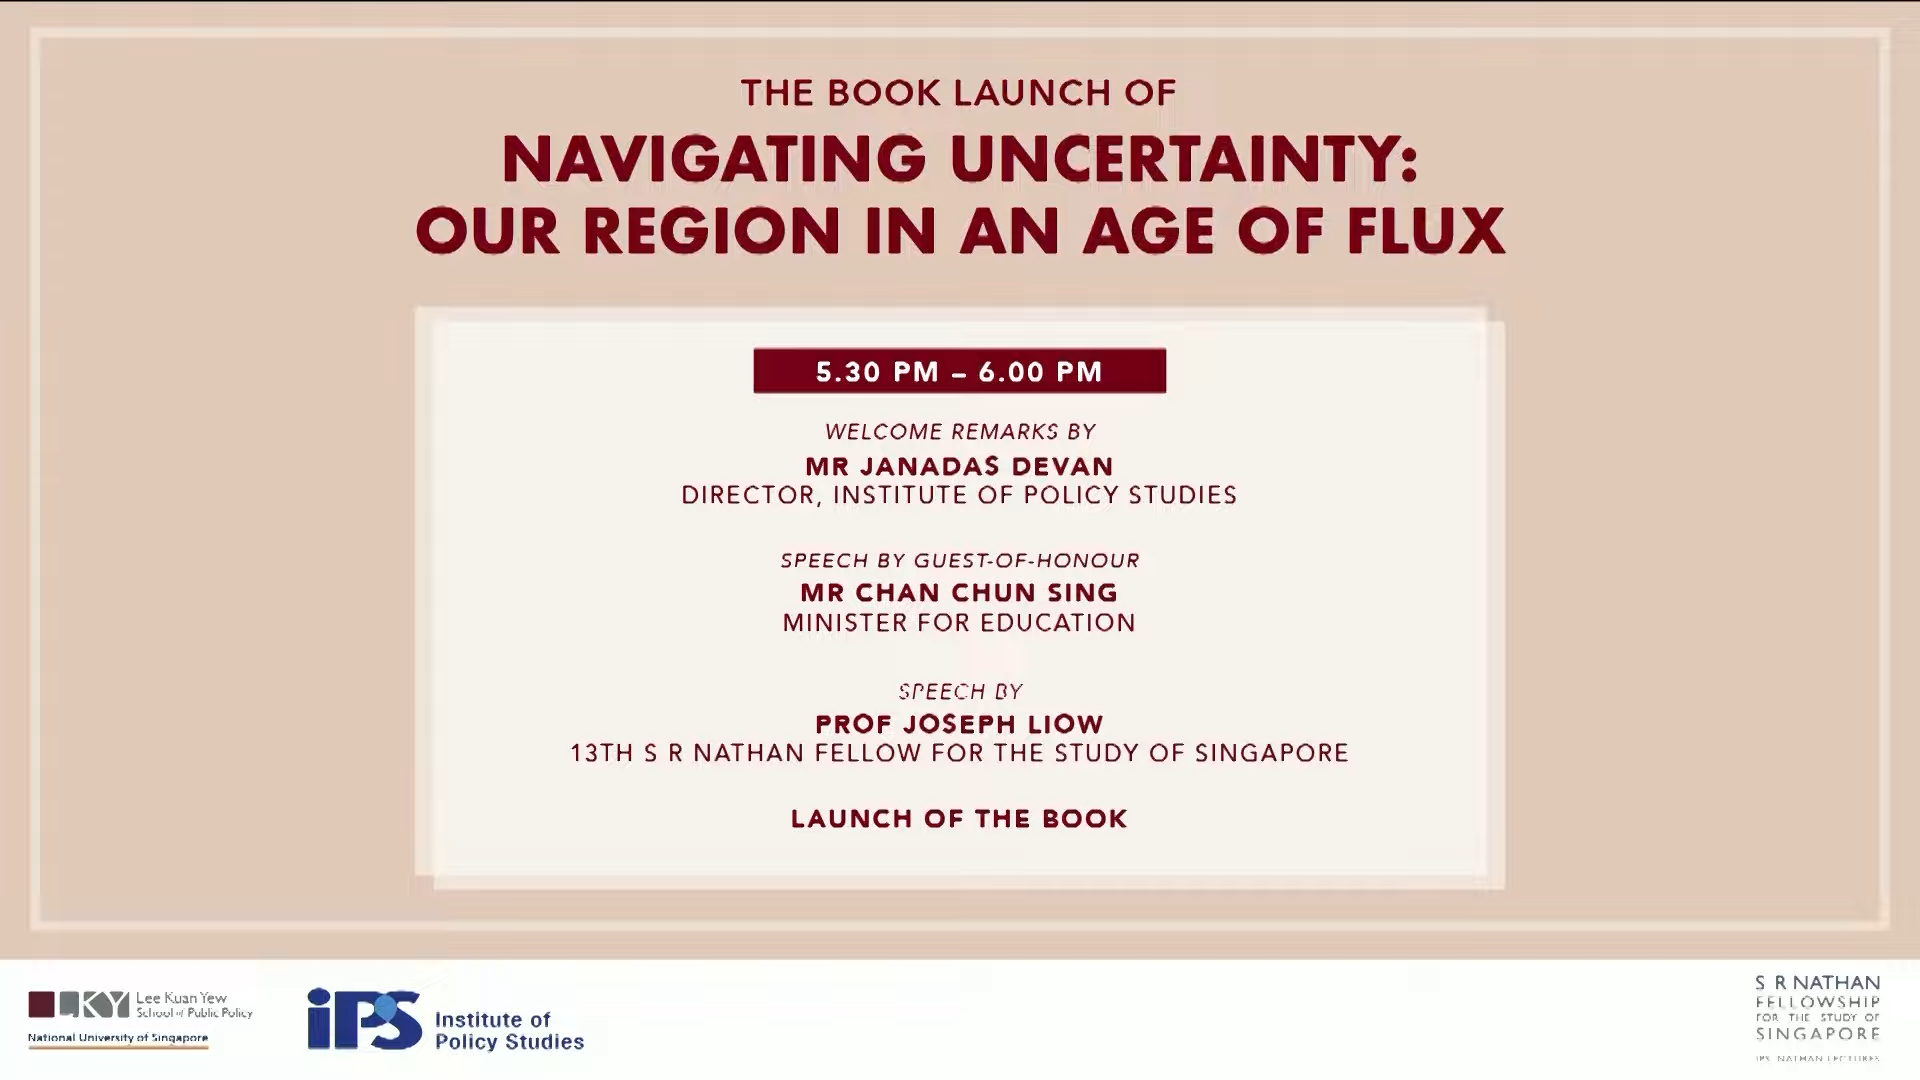 THE BOOK LAUNCH OF
NAVIGATING UNCERTAINTY:
OUR REGION IN AN AGE OF FLUX
5.30 PM – 6.00 PM
WELCOME REMARKS BY
MR JANADAS DEVAN
DIRECTOR, INSTITUTE OF POLICY STUDIES
SPEECH BY GUEST-OF-HONOUR
MR CHAN CHUN SING
MINISTER FOR EDUCATION
SPEECH BY
PROF JOSEPH LIOW
13TH S R NATHAN FELLOW FOR THE STUDY OF SINGAPORE
LAUNCH OF THE BOOK
LKY
Lee Kuan Yew
School of Public Policy
National University of Singapore
iPS
Institute of
Policy Studies
S R NATHAN
FELLOWSHIP
FOR THE STUDY OF
SINGAPORE
IPS NATHAN LECTURES